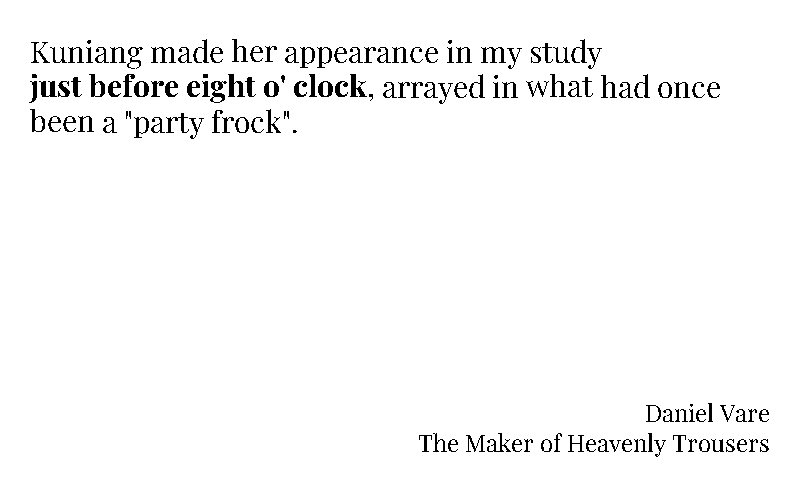 Kuniang made her appearance in my study
just before eight o' clock, arrayed in what had once
been a "party frock".
Daniel Vare
The Maker of Heavenly Trousers